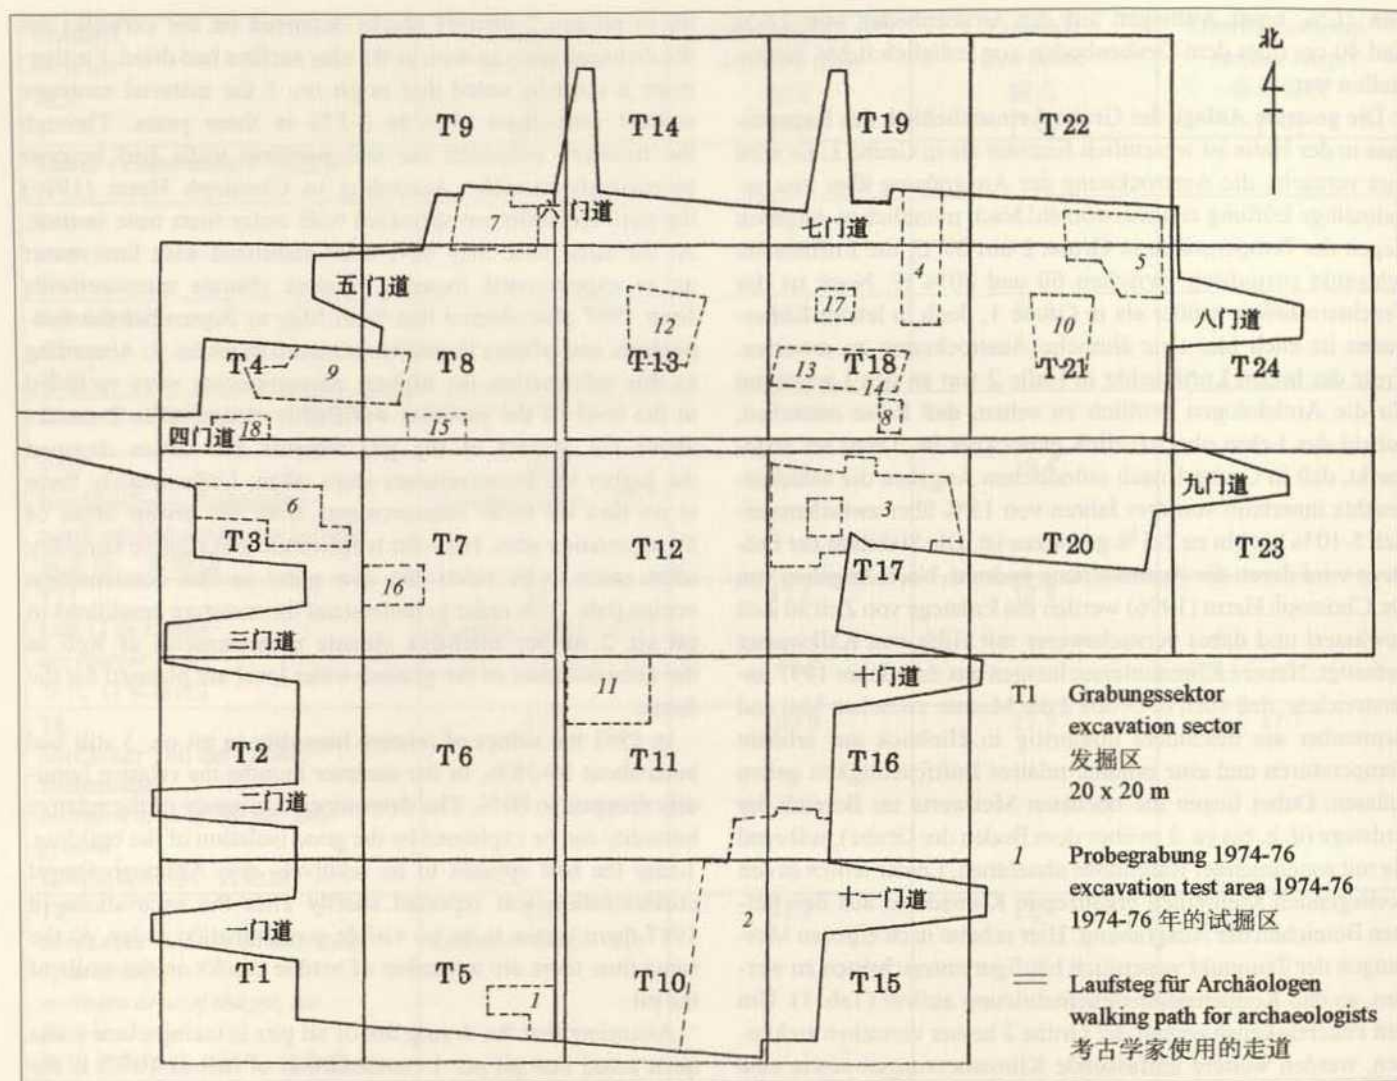 北
T9
T14
T19
T22
7
六门道
七门道
4
5
五门道
12
17
10
八门道
T4
9
T8
T13
13
T18
14
T21
T24
8
四门道
18
15
九门道
6
3
T3
T7
T12
T17
T20
T23
16
三门道
十门道
11
T2
T6
T11
T16
二门道
一门道
十一门道
2
T1
T5
T10
T15
1
T1 Grabungssektor
excavation sector
发掘区
20 x 20 m
1 Probegrabung 1974-76
excavation test area 1974-76
1974-76 年的试掘区
Laufsteg für Archäologen
walking path for archaeologists
考古学家使用的走道